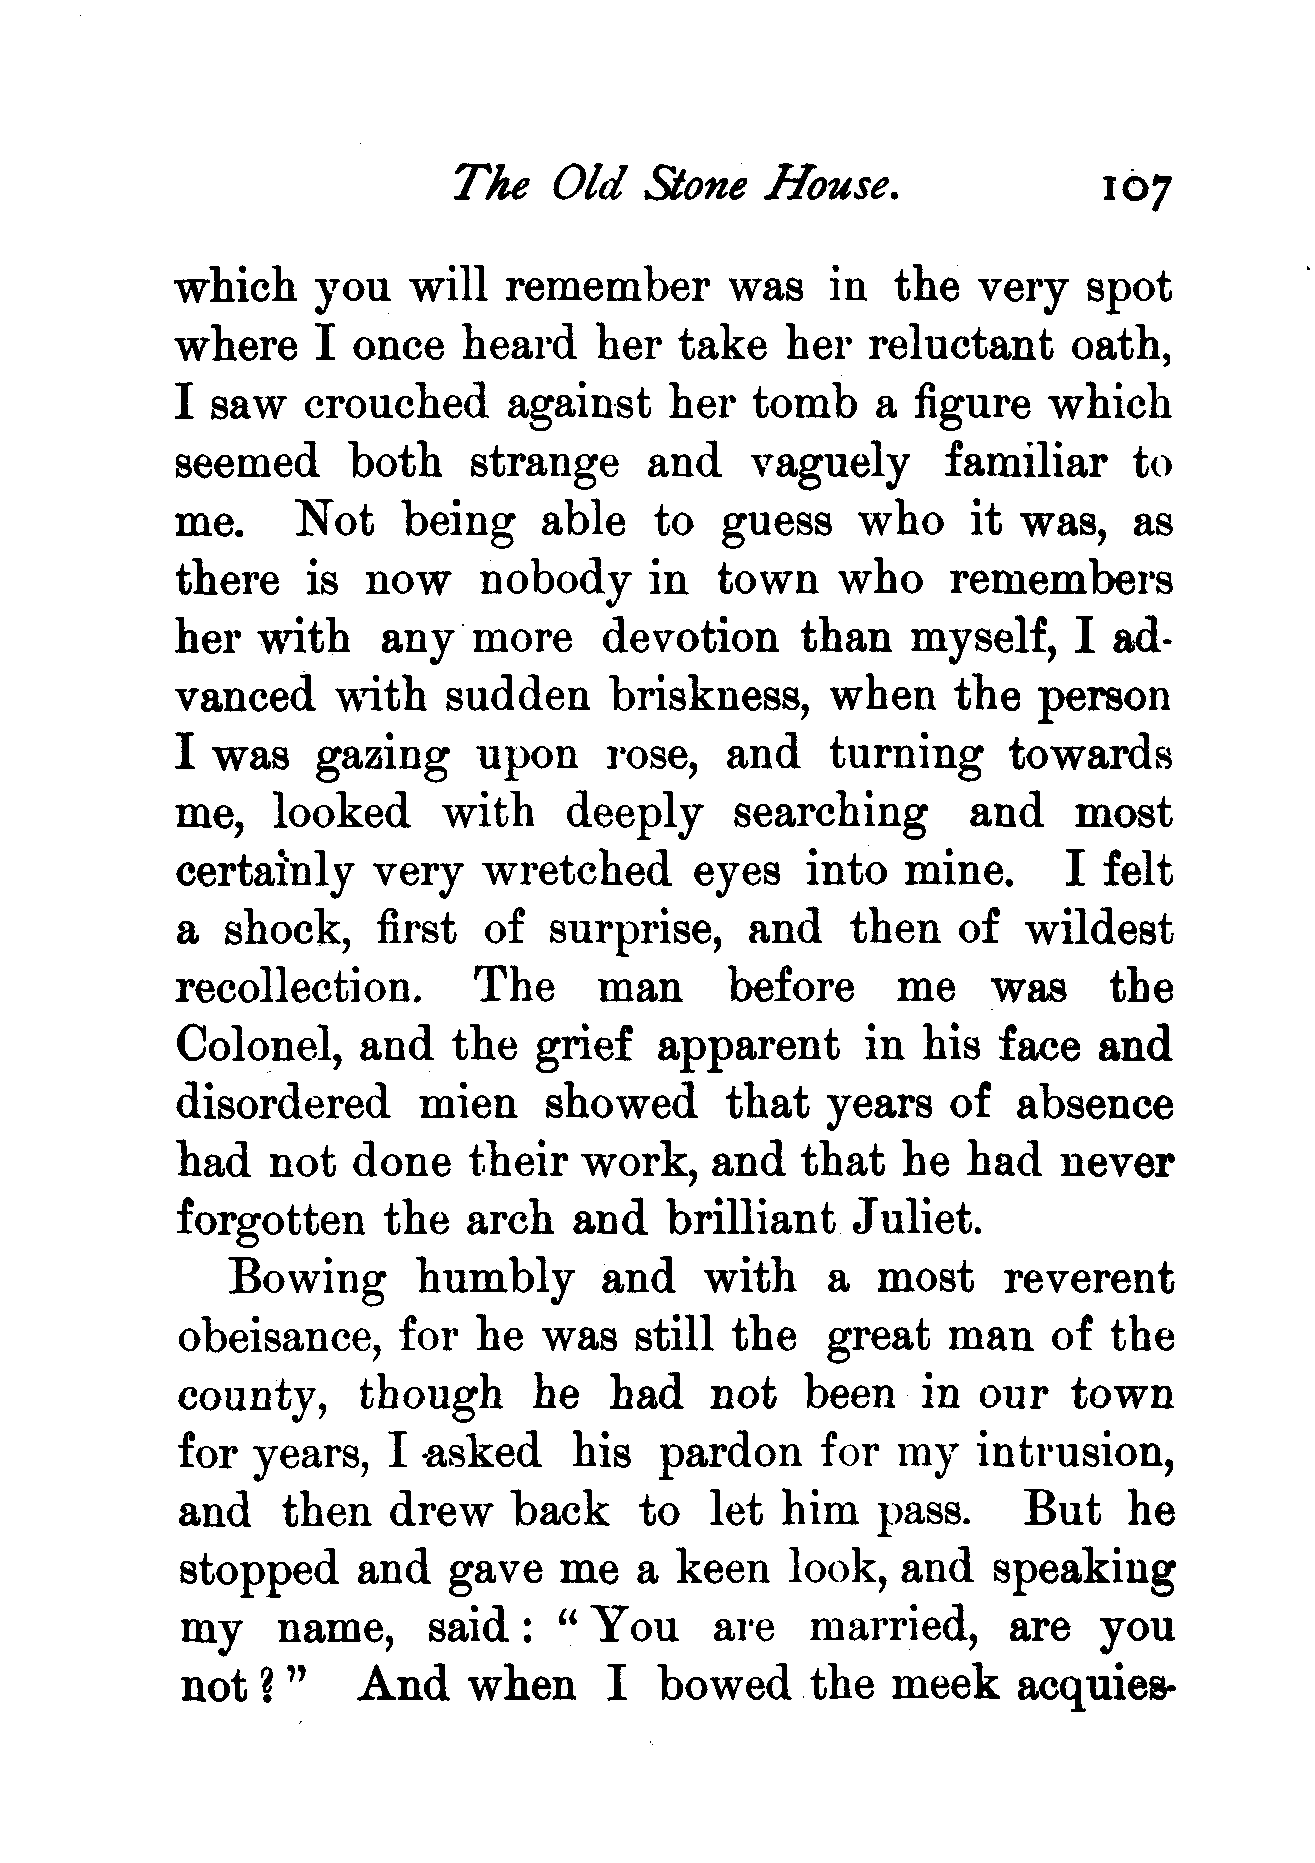 The Old Stone House. 107
which you will remember was in the very spot
where I once heard her take her reluctant oath,
I saw crouched against her tomb a figure which
seemed both strange and vaguely familiar to
me. Not being able to guess who it was, as
there is now nobody in town who remembers
her with any more devotion than myself, I ad-
vanced with sudden briskness, when the person
I was gazing upon rose, and turning towards
me, looked with deeply searching and most
certainly very wretched eyes into mine. I felt
a shock, first of surprise, and then of wildest
recollection. The man before me was the
Colonel, and the grief apparent in his face and
disordered mien showed that years of absence
had not done their work, and that he had never
forgotten the arch and brilliant Juliet.
Bowing humbly and with a most reverent
obeisance, for he was still the great man of the
county, though he had not been in our town
for years, I asked his pardon for my intrusion,
and then drew back to let him pass. But he
stopped and gave me a keen look, and speaking
my name, said : “ You are married, are you
not ? ” And when I bowed the meek acquies-